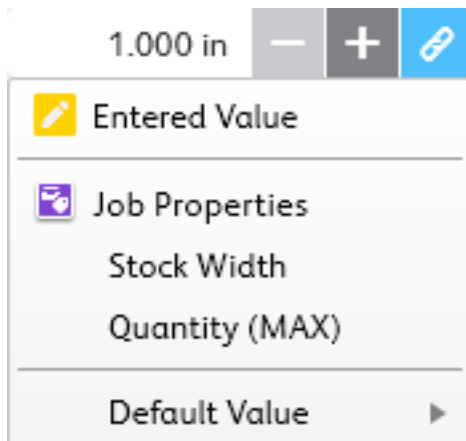 1.000 in
Entered Value
Job Properties
Stock Width
Quantity (MAX)
Default Value